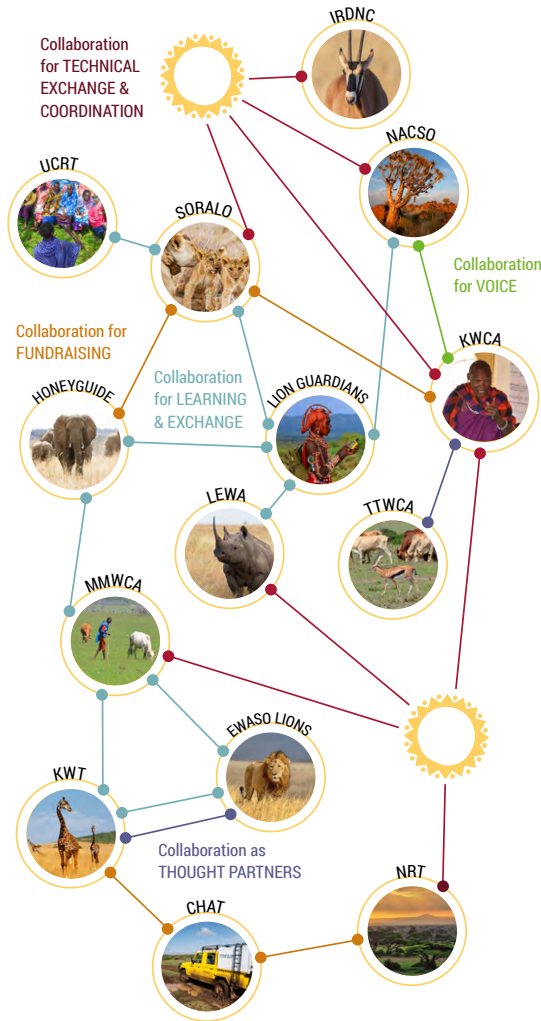 Collaboration
for TECHNICAL
EXCHANGE &
COORDINATION
IRDNC
NACSO
UCRT
SORALO
Collaboration
for VOICE
Collaboration for
FUNDRAISING
KWCA
Collaboration
for LEARNING
& EXCHANGE
HONEYGUIDE
LION GUARDIANS
LEWA
TTWCA
MMWCA
EWASO LIONS
KWT
Collaboration as
THOUGHT PARTNERS
NRT
CHAT